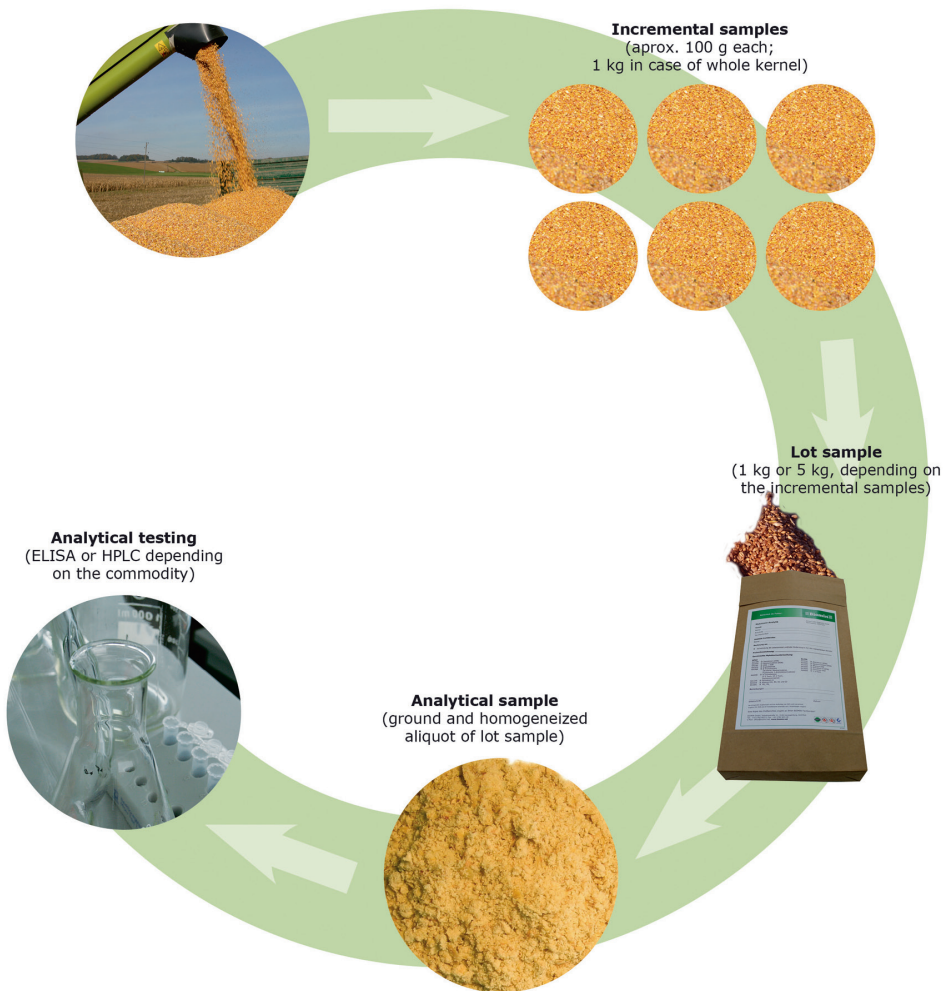 Incremental samples
(aprox. 100 g each;
1 kg in case of whole kernel)
Lot sample
(1 kg or 5 kg, depending on
the incremental samples)
Analytical testing
(ELISA or HPLC depending
on the commodity)
Analytical sample
(ground and homogeneized
aliquot of lot sample)